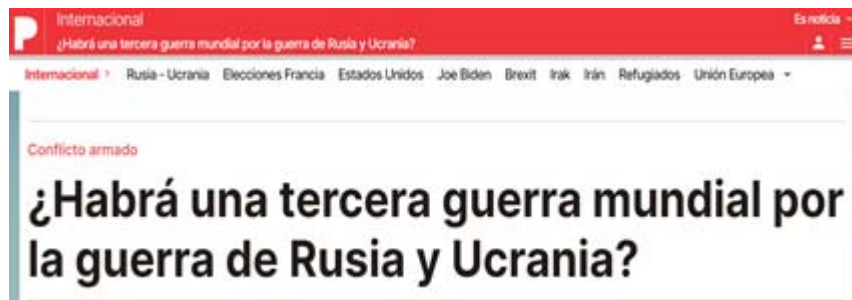 P
Internacional
Es noticia
¿Habrá una tercera guerra mundial por la guerra de Rusia y Ucrania?
Internacional > Rusia - Ucrania Elecciones Francia Estados Unidos Joe Biden Brexit Irak Irán Refugiados Unión Europea
Conflicto armado
¿Habrá una tercera guerra mundial por
la guerra de Rusia y Ucrania?